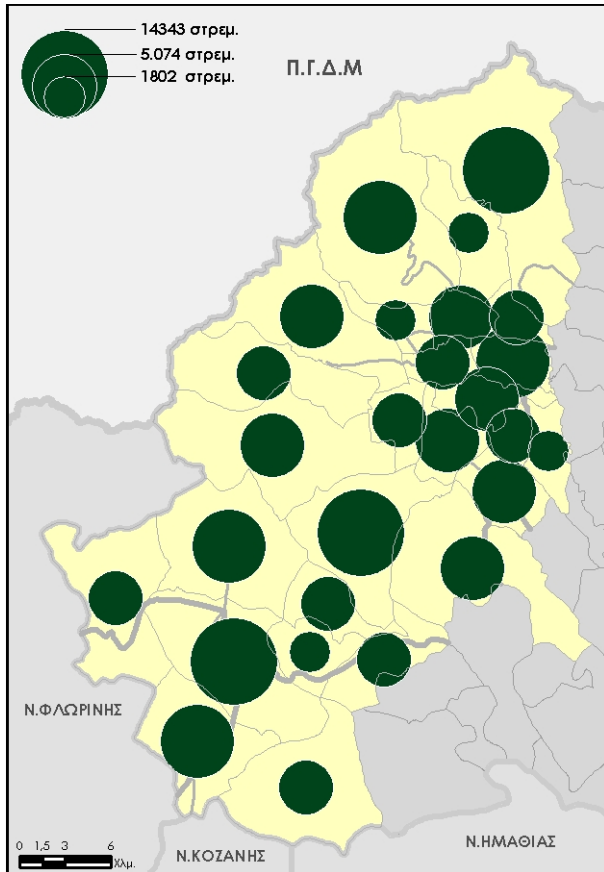 14343 στρεμ.
5.074 στρεμ.
1802 στρεμ.
Π.Γ.Δ.Μ
Ν.ΦΛΩΡΙΝΗΣ
Ν.ΚΟΖΑΝΗΣ
Ν.ΗΜΑΘΙΑΣ
0 1,5 3 6
Χλμ.